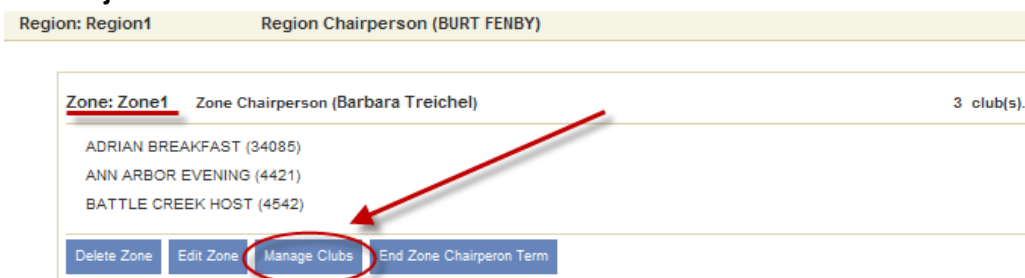 Region: Region1 Region Chairperson (BURT FENBY)
Zone: Zone1 Zone Chairperson (Barbara Treichel) 3 club(s).
ADRIAN BREAKFAST (34085)
ANN ARBOR EVENING (4421)
BATTLE CREEK HOST (4542)
Delete Zone Edit Zone Manage Clubs End Zone Chairperon Term